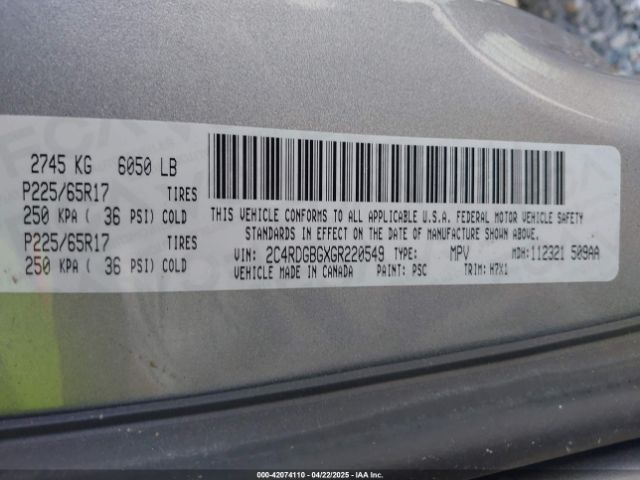 2745 KG 6050 LB
P225/65R17 TIRES
250 KPA ( 36 PSI) COLD
P225/65R17 TIRES
250 KPA ( 36 PSI) COLD
THIS VEHICLE CONFORMS TO ALL APPLICABLE U.S.A. FEDERAL MOTOR VEHICLE SAFETY
STANDARDS IN EFFECT ON THE DATE OF MANUFACTURE SHOWN ABOVE.
VIN: 2C4RDGBGXGR220549 TYPE: MPV MDH: 112321 509AA
VEHICLE MADE IN CANADA PAINT: PSC TRIM: H7X1
000-42074110 - 04/22/2025 - IAAI.COM